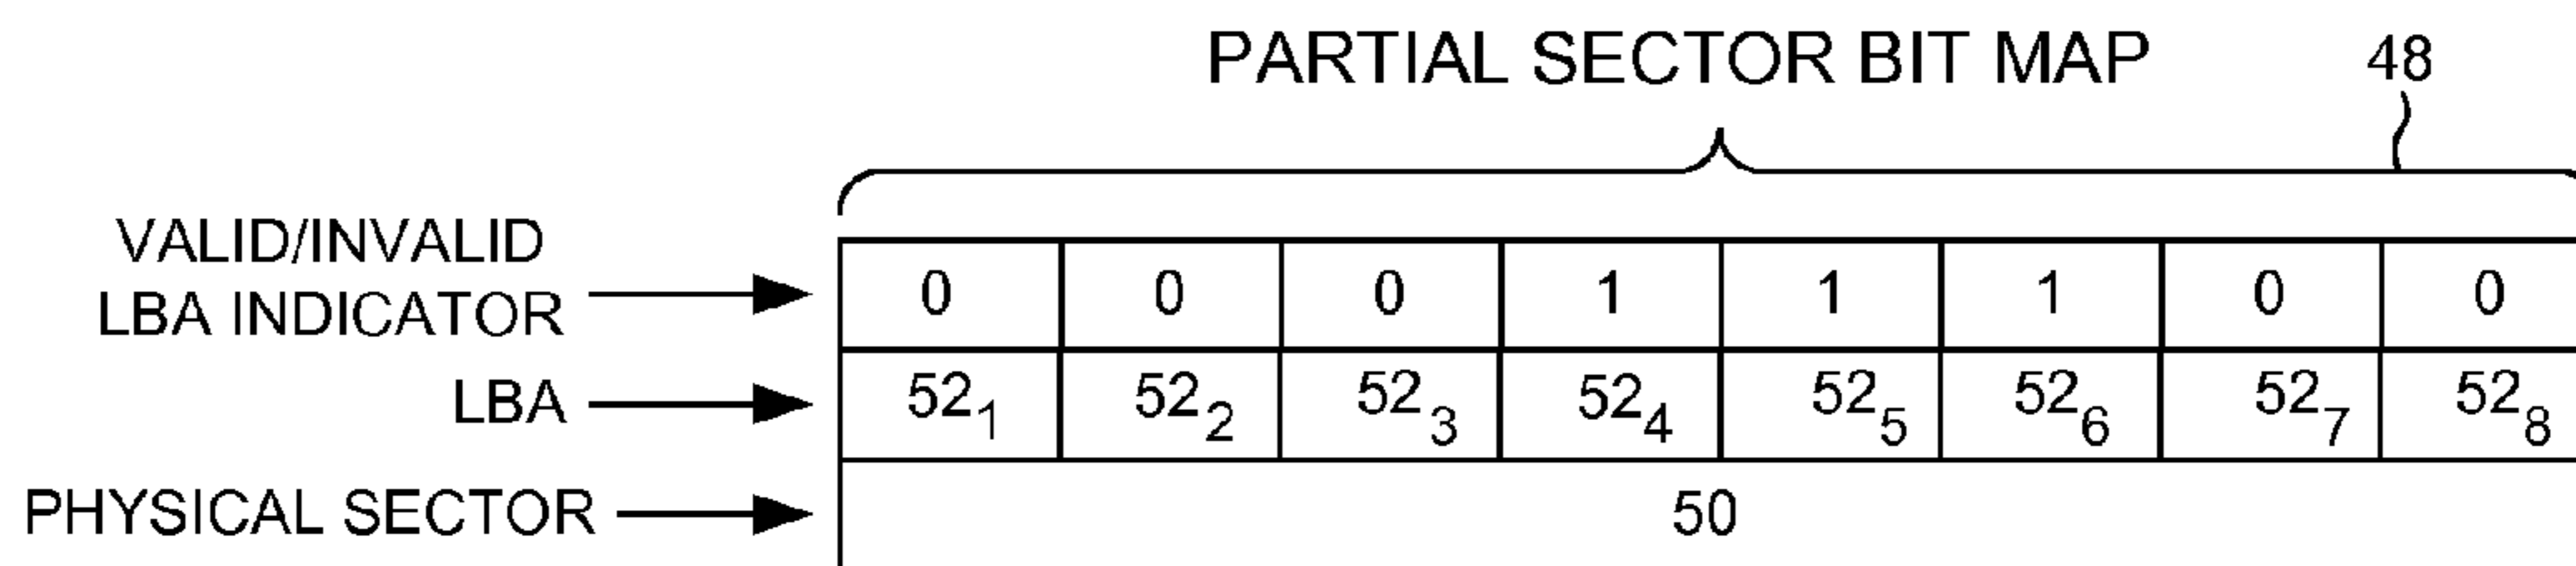 PARTIAL SECTOR BIT MAP 48
VALID/INVALID
LBA INDICATOR 0 0 0 1 1 1 0 0
LBA 52₁ 52₂ 52₃ 52₄ 52₅ 52₆ 52₇ 52₈
PHYSICAL SECTOR 50